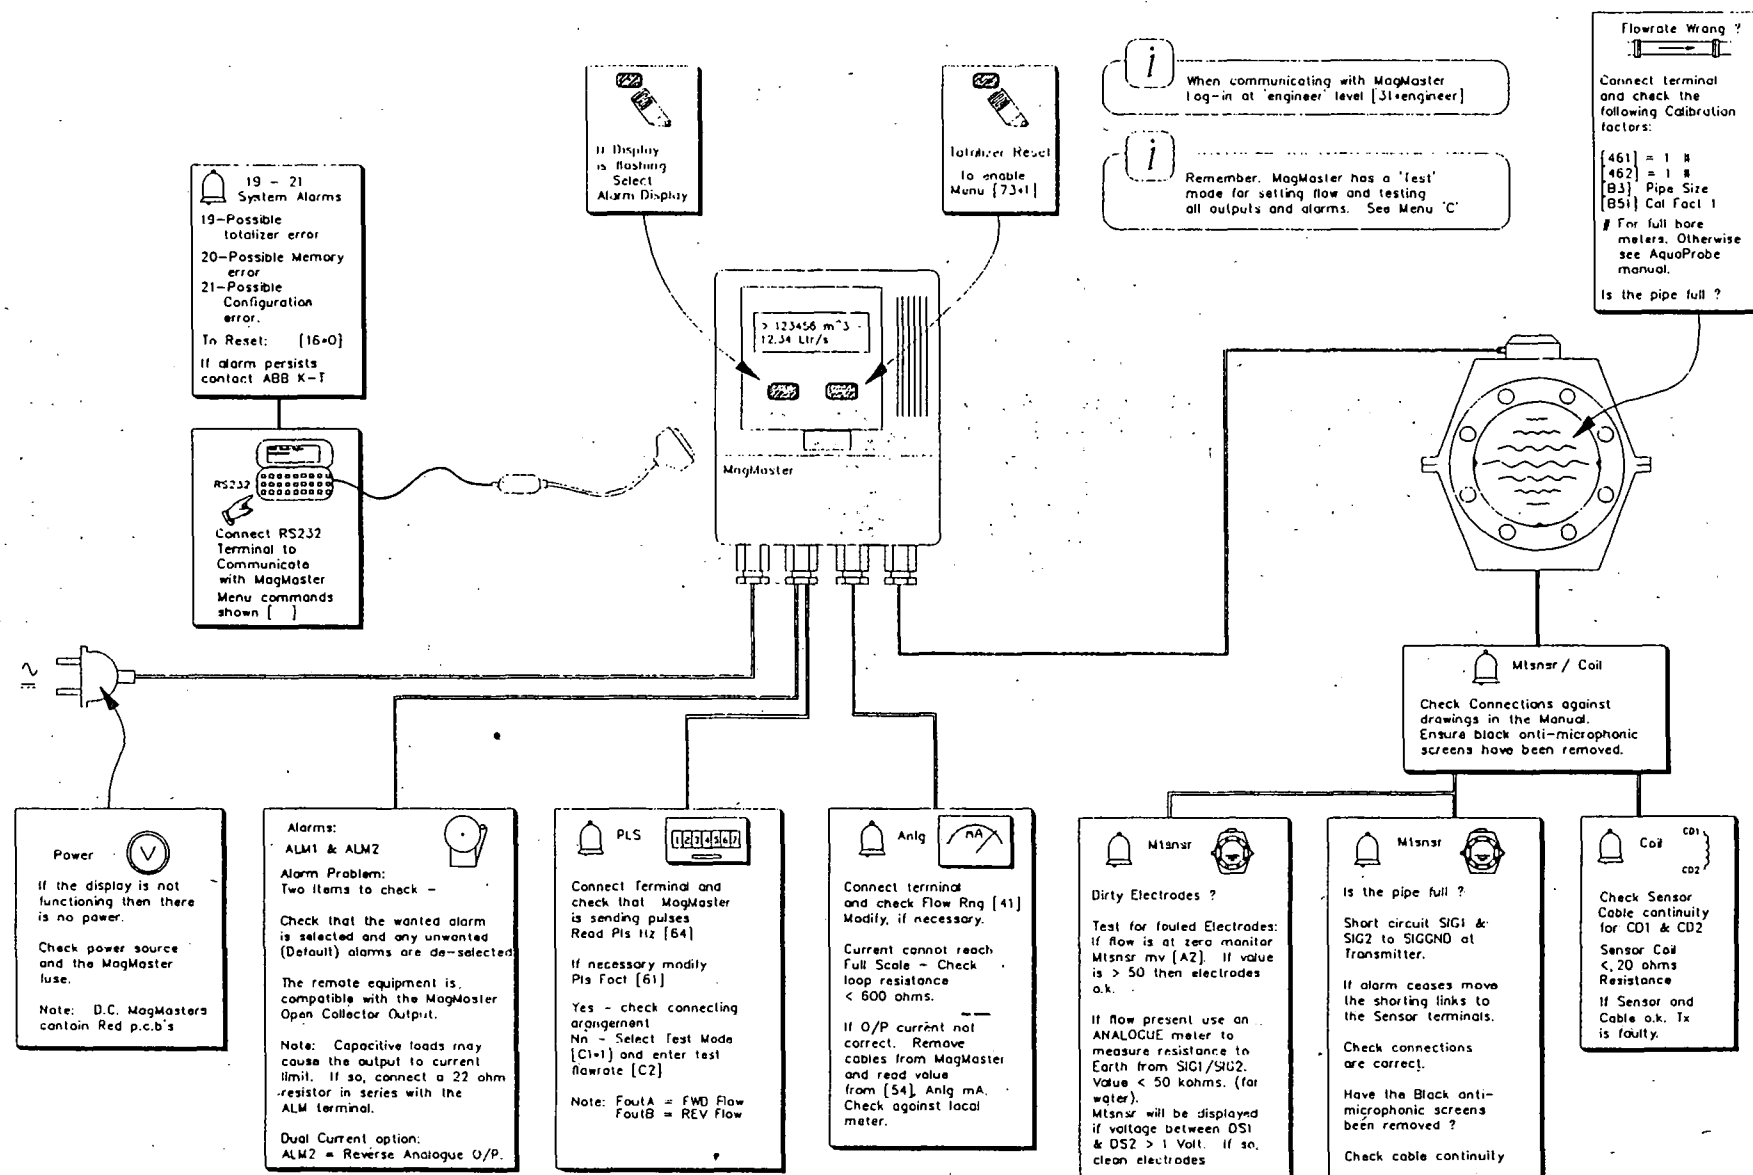 19 - 21
System Alarms
19-Possible
totalizer error
20-Possible Memory
error
21-Possible
Configuration
error.
To Reset: [16=0]
If alarm persists
contact ABB K-T
RS232
Connect RS232
Terminal to
Communicate
with MagMaster
Menu commands
shown [ ]
If Display
is flashing
Select
Alarm Display
Totalizer Reset
To enable
Menu [73=1]
i
When communicating with MagMaster
Log-in at 'engineer' level [3!=engineer]
i
Remember, MagMaster has a 'Test'
mode for setting flow and testing
all outputs and alarms. See Menu 'C'
Flowrate Wrong ?
Connect terminal
and check the
following Calibration
factors:
[461] = 1 #
[462] = 1 #
[B3] Pipe Size
[B51] Cal Fact 1
# For full bore
meters. Otherwise
see AquaProbe
manual.
Is the pipe full ?
> 123456 m^3
12.34 Ltr/s
MagMaster
Mtsnsr / Coil
Check Connections against
drawings in the Manual.
Ensure black anti-microphonic
screens have been removed.
Power
V
If the display is not
functioning then there
is no power.
Check power source
and the MagMaster
fuse.
Note: D.C. MagMasters
contain Red p.c.b's
Alarms:
ALM1 & ALM2
Alarm Problem:
Two items to check -
Check that the wanted alarm
is selected and any unwanted
(Default) alarms are de-selected
The remote equipment is
compatible with the MagMaster
Open Collector Output.
Note: Capacitive loads may
cause the output to current
limit. If so, connect a 22 ohm
resistor in series with the
ALM terminal.
Dual Current option:
ALM2 = Reverse Analogue O/P.
PLS
1 2 3 4 5 6 7
Connect Terminal and
check that MagMaster
is sending pulses
Read Pls Hz [64]
If necessary modify
Pls Fact [61]
Yes - check connecting
arangement
No - Select Test Mode
[C1=1] and enter test
flowrate [C2]
Note: FoutA = FWD Flow
FoutB = REV Flow
Anlg
mA
Connect terminal
and check Flow Rng [41]
Modify, if necessary.
Current cannot reach
Full Scale - Check
loop resistance
< 600 ohms.
If O/P current not
correct. Remove
cables from MagMaster
and read value
from [54], Anlg mA.
Check against local
meter.
Mtsnsr
Dirty Electrodes ?
Test for fouled Electrodes:
If flow is at zero monitor
Mtsnsr mv [A2]. If value
is > 50 then electrodes
o.k.
If flow present use an
ANALOGUE meter to
measure resistance to
Earth from SIG1/SIG2.
Value < 50 kohms. (for
water).
Mtsnsr will be displayed
if voltage between DS1
& DS2 > 1 Volt. If so,
clean electrodes
Mtsnsr
Is the pipe full ?
Short circuit SIG1 &
SIG2 to SIGGND at
Transmitter.
If alarm ceases move
the shorting links to
the Sensor terminals.
Check connections
are correct.
Have the Black anti-
microphonic screens
been removed ?
Check cable continuity
Coil
CD1
CD2
Check Sensor
Cable continuity
for CD1 & CD2
Sensor Coil
< 20 ohms
Resistance
If Sensor and
Cable o.k. Tx
is faulty.